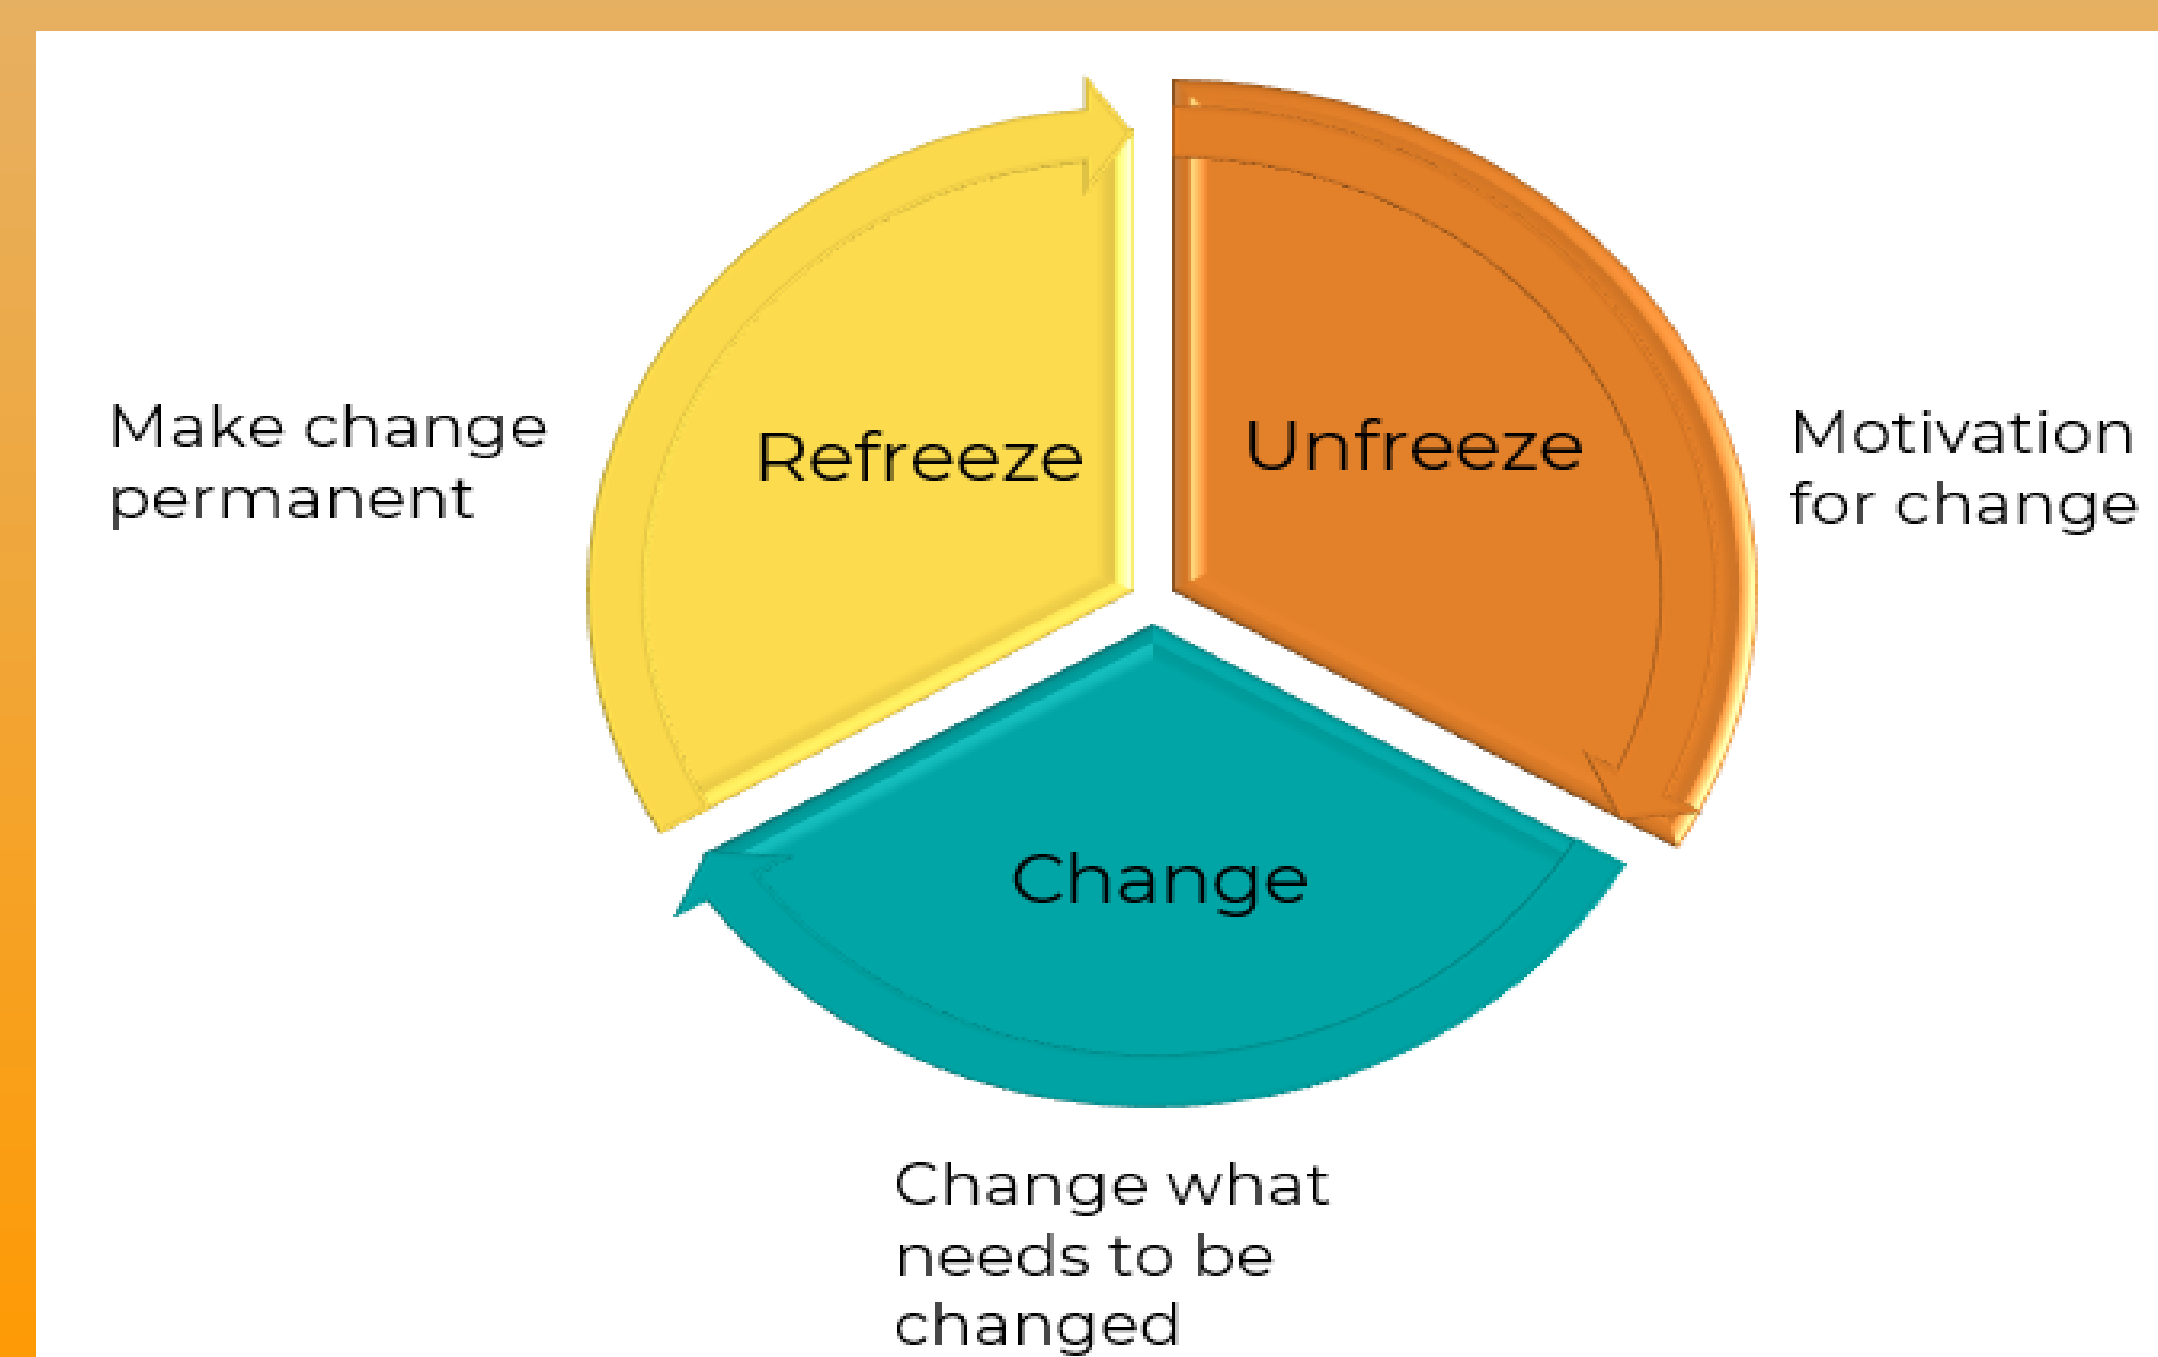 Refreeze
Unfreeze
Make change
permanent
Motivation
for change
Change
Change what
needs to be
changed